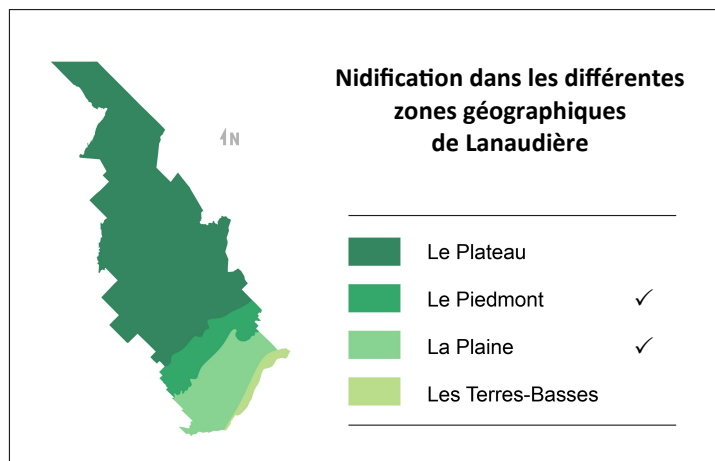 Nidification dans les différentes
zones géographiques
de Lanaudière
N
Le Plateau
Le Piedmont ✓
La Plaine ✓
Les Terres-Basses